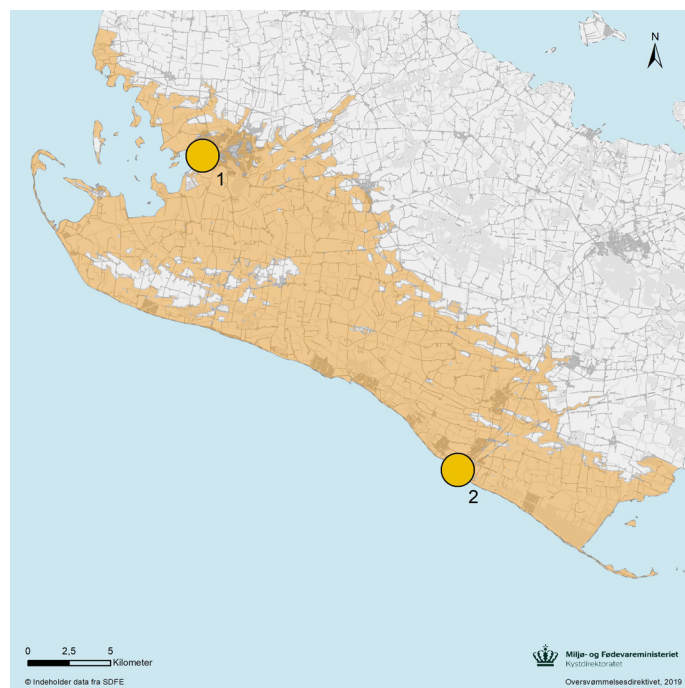 N
1
2
0 2,5 5
Kilometer
© Indeholder data fra SDFE
Miljø- og Fødevareministeriet
Kystdirektoratet
Oversvømmelsesdirektivet, 2019